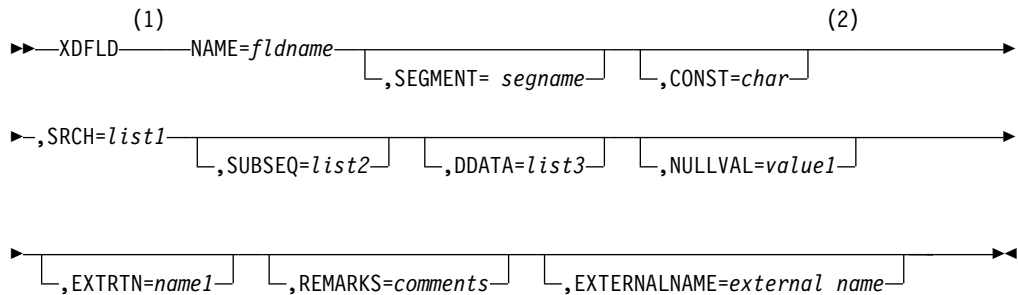 (1) (2)
XDFLD NAME=fldname
,SEGMENT= segname ,CONST=char
,SRCH=list1
,SUBSEQ=list2 ,DDATA=list3 ,NULLVAL=value1
,EXTRTN=name1 ,REMARKS=comments ,EXTERNALNAME=external name